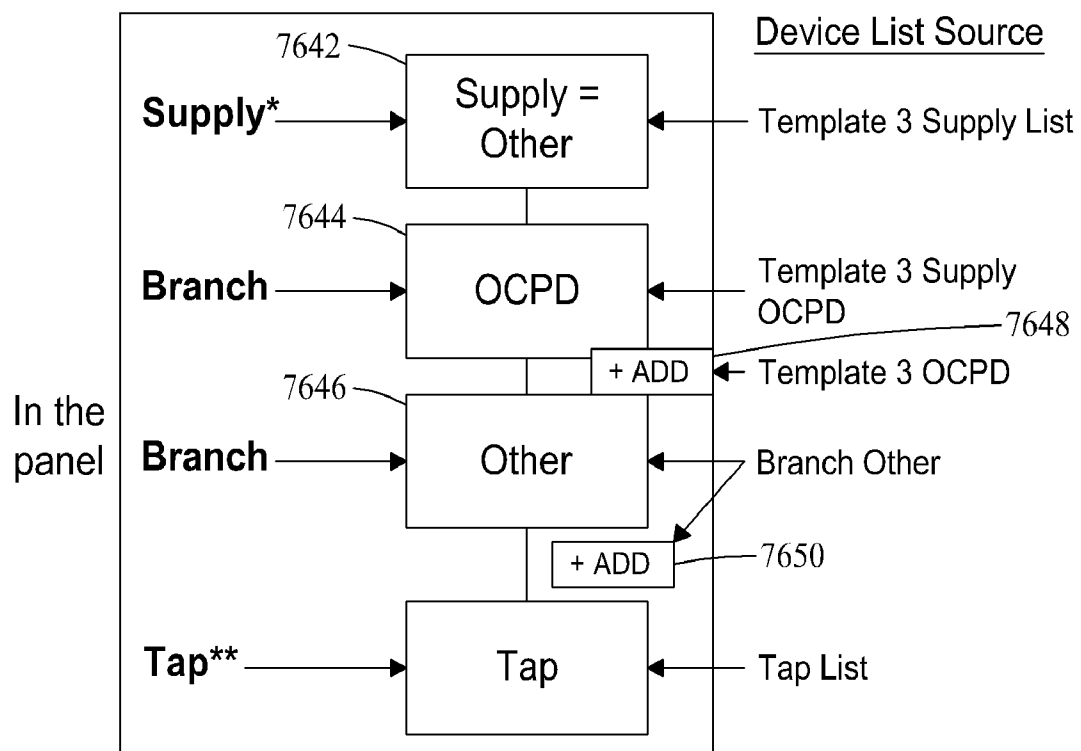 Device List Source
7642
Supply*
Supply =
Other
Template 3 Supply List
7644
Branch
OCPD
Template 3 Supply
OCPD
7648
+ ADD
Template 3 OCPD
7646
In the
panel
Branch
Other
Branch Other
+ ADD
7650
Tap**
Tap
Tap List